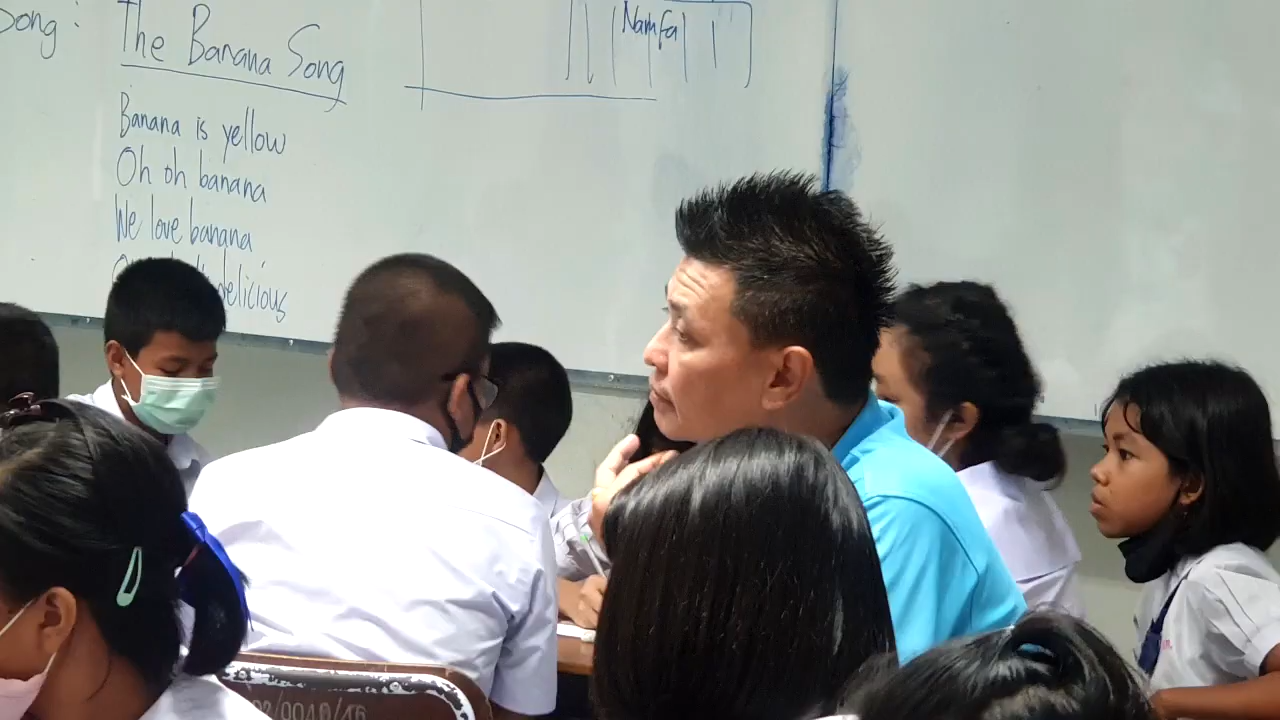 Song:
The Banana Song
Namfa
Banana is yellow
Oh oh banana
We love banana
delicious